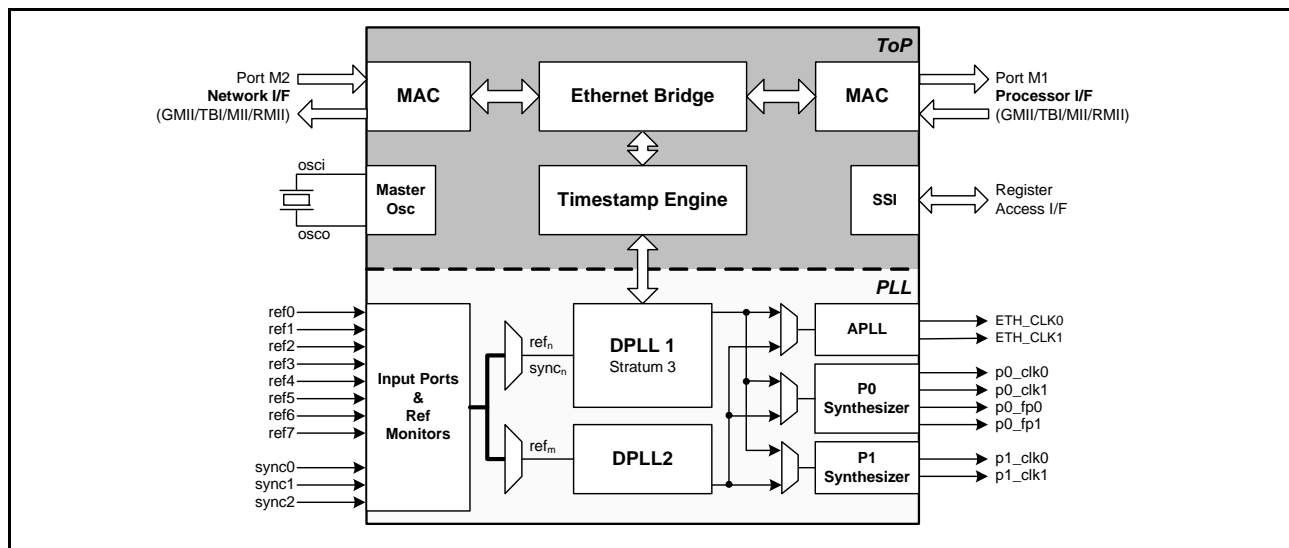 ToP
Port M2
Network I/F
(GMII/TBI/MII/RMII)
MAC
Ethernet Bridge
MAC
Port M1
Processor I/F
(GMII/TBI/MII/RMII)
osci
osco
Master
Osc
Timestamp Engine
SSI
Register
Access I/F
PLL
ref0
ref1
ref2
ref3
ref4
ref5
ref6
ref7
sync0
sync1
sync2
Input Ports
&
Ref
Monitors
refn
syncn
refm
DPLL 1
Stratum 3
DPLL2
APLL
P0
Synthesizer
P1
Synthesizer
ETH_CLK0
ETH_CLK1
p0_clk0
p0_clk1
p0_fp0
p0_fp1
p1_clk0
p1_clk1